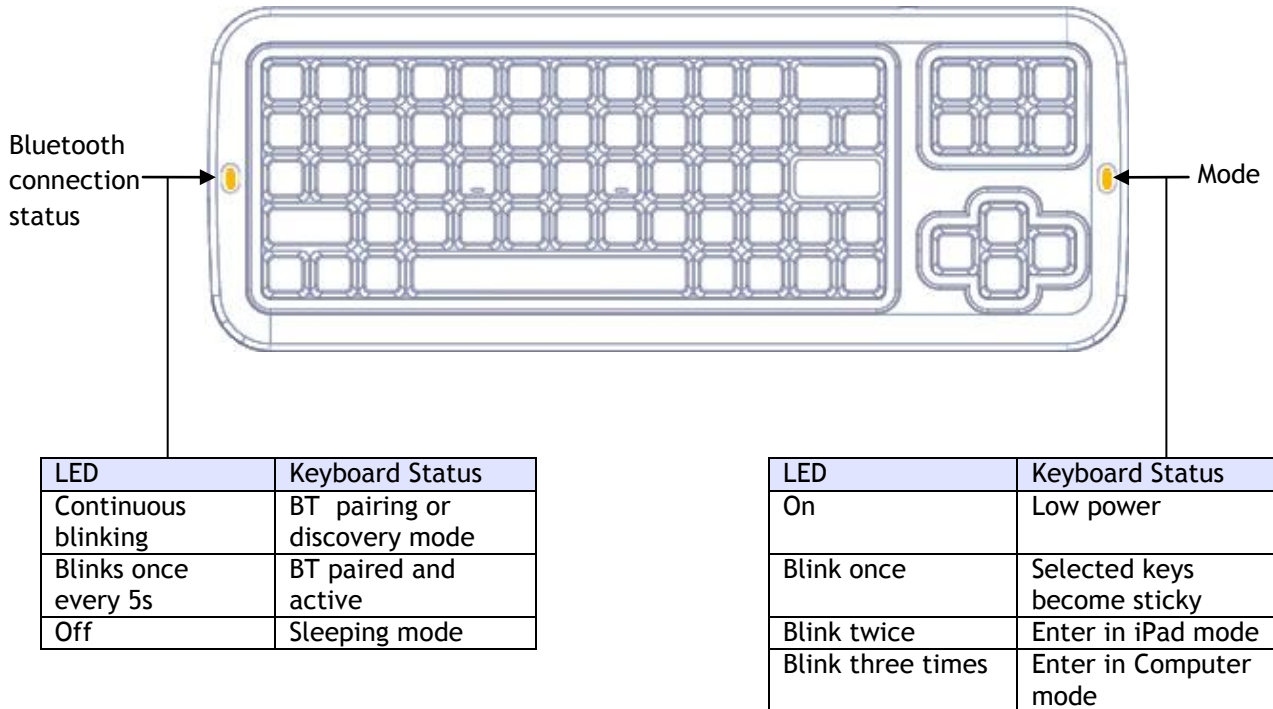 Bluetooth
connection
status
Mode
LED Keyboard Status
Continuous BT pairing or
blinking discovery mode
Blinks once BT paired and
every 5s active
Off Sleeping mode
LED Keyboard Status
On Low power
Blink once Selected keys
become sticky
Blink twice Enter in iPad mode
Blink three times Enter in Computer
mode